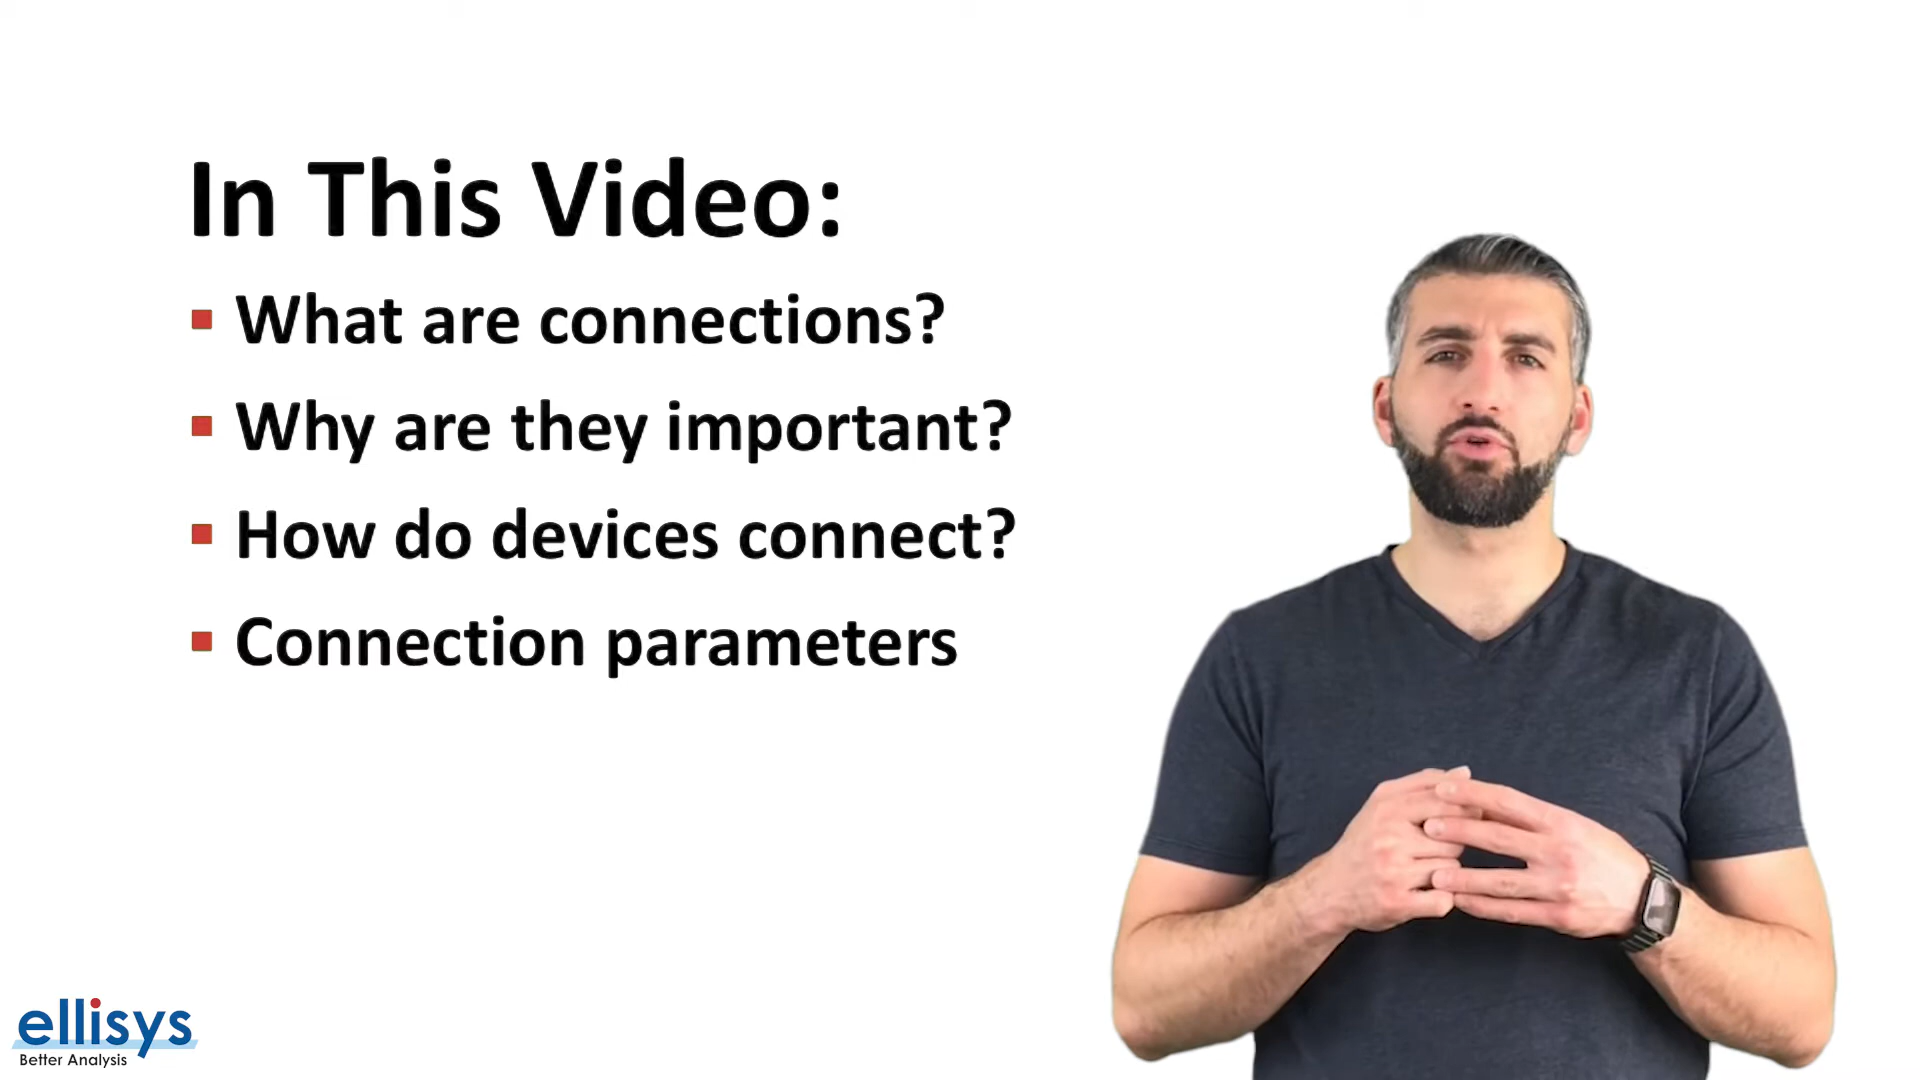 In This Video:
What are connections?
Why are they important?
How do devices connect?
Connection parameters
ellisys
Better Analysis